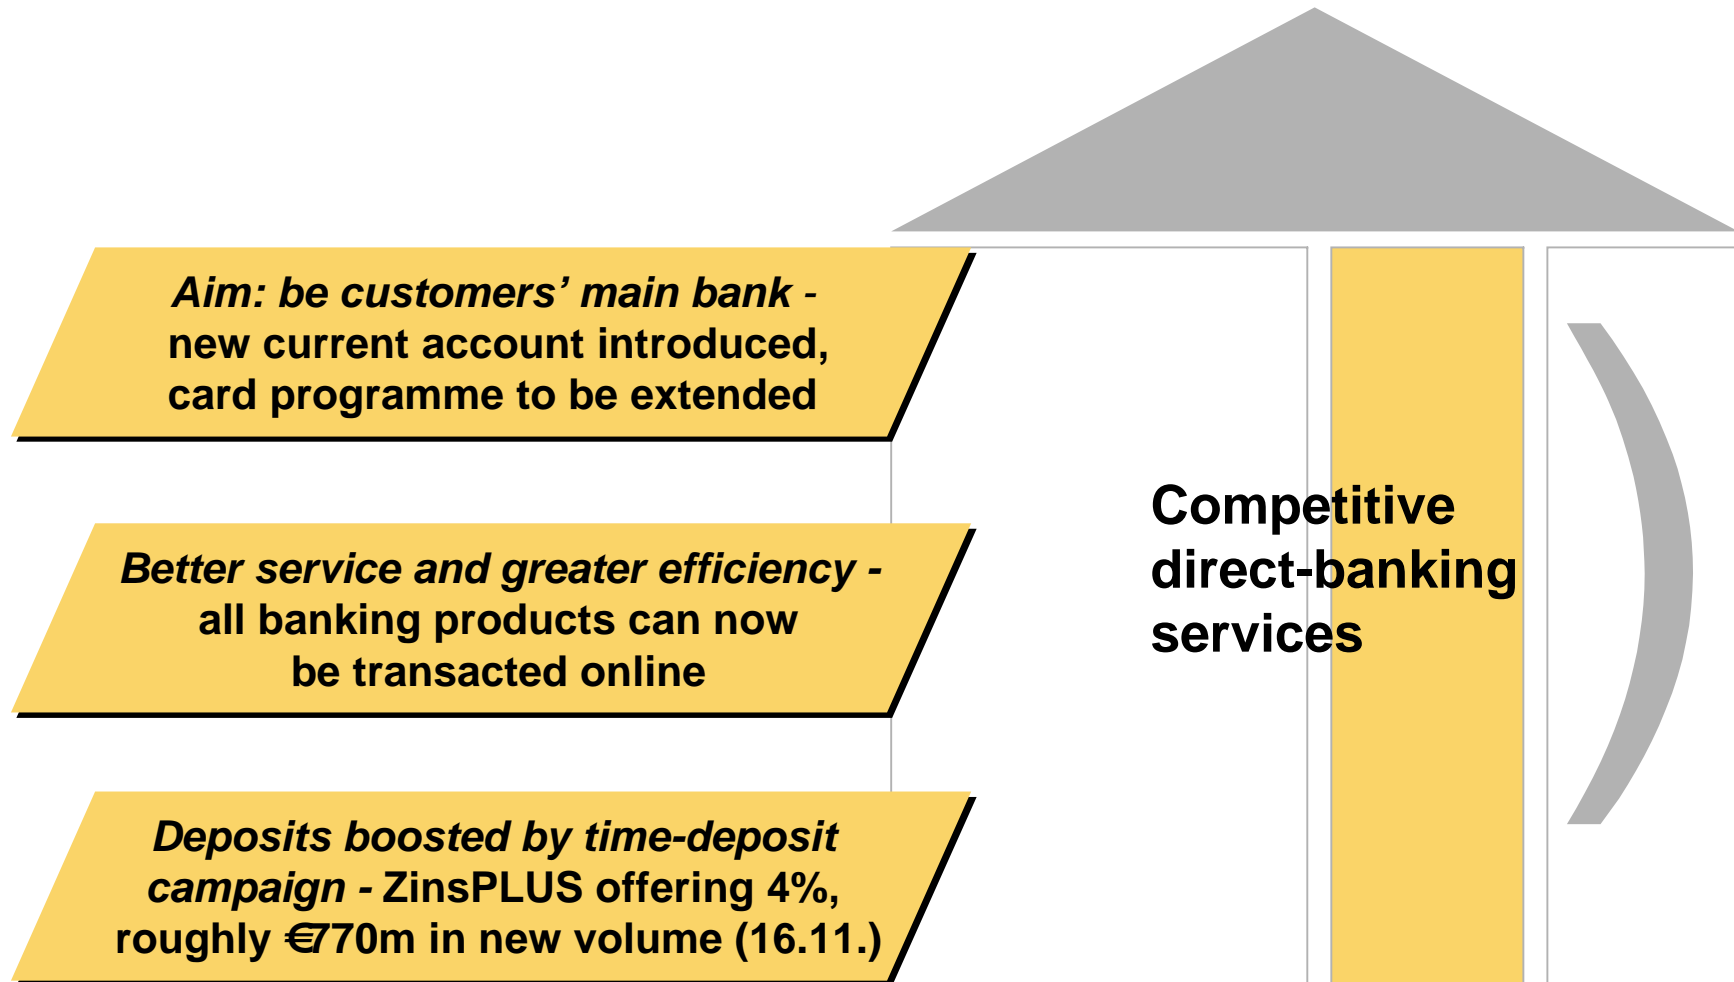 Aim: be customers’ main bank -
new current account introduced,
card programme to be extended
Better service and greater efficiency -
all banking products can now
be transacted online
Deposits boosted by time-deposit
campaign - ZinsPLUS offering 4%,
roughly €770m in new volume (16.11.)
Competitive
direct-banking
services